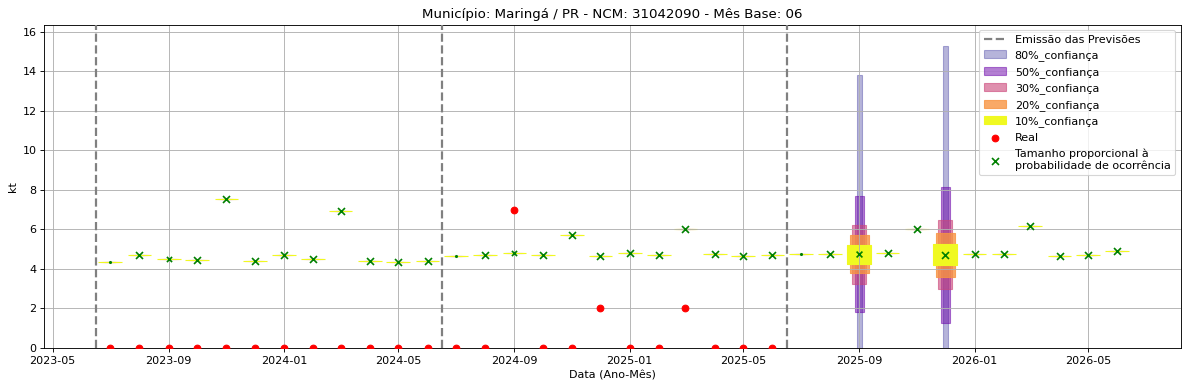 Município: Maringá / PR - NCM: 31042090 - Mês Base: 06
16
14
12
10
8
6
4
2
0
kt
Emissão das Previsões
80%_confiança
50%_confiança
30%_confiança
20%_confiança
10%_confiança
Real
Tamanho proporcional à
probabilidade de ocorrência
2023-05 2023-09 2024-01 2024-05 2024-09 2025-01 2025-05 2025-09 2026-01 2026-05
Data (Ano-Mês)